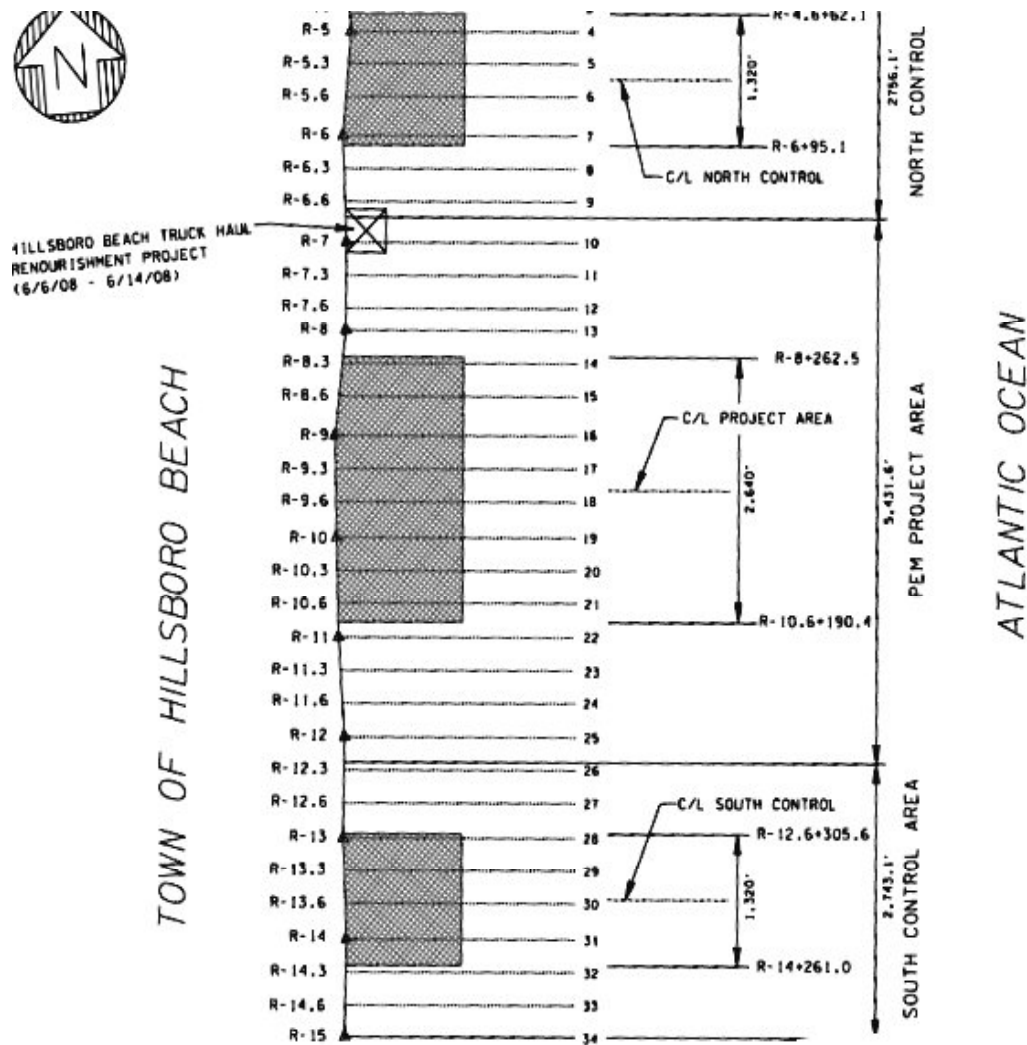 N
R-5
4
R-4.6+62.1
R-5.3
5
R-5.6
6
1,320'
2756.1'
NORTH CONTROL
R-6
7
R-6+95.1
R-6.3
8
C/L NORTH CONTROL
R-6.6
9
HILLSBORO BEACH TRUCK HAUL
RENOURISHMENT PROJECT
(6/6/08 - 6/14/08)
R-7
10
R-7.3
11
R-7.6
12
R-8
13
R-8.3
14
R-8+262.5
R-8.6
15
C/L PROJECT AREA
R-9
16
R-9.3
17
R-9.6
18
2,640'
5,431.6'
PEM PROJECT AREA
R-10
19
R-10.3
20
R-10.6
21
R-10.6+190.4
R-11
22
R-11.3
23
R-11.6
24
R-12
25
R-12.3
26
R-12.6
27
C/L SOUTH CONTROL
R-13
28
R-12.6+305.6
R-13.3
29
R-13.6
30
1,320'
2,743.1'
SOUTH CONTROL AREA
R-14
31
R-14+261.0
R-14.3
32
R-14.6
33
R-15
34
TOWN OF HILLSBORO BEACH
ATLANTIC OCEAN